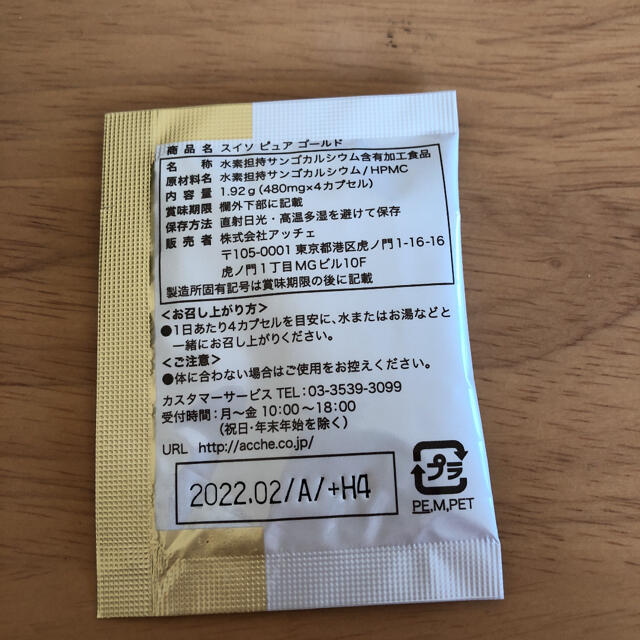 商品名 スイソ ピュア ゴールド
名 称 水素担持サンゴカルシウム含有加工食品
原材料名 水素担持サンゴカルシウム/HPMC
内容量 1.92g(480mg×4カプセル)
賞味期限 欄外下部に記載
保存方法 直射日光・高温多湿を避けて保存
販売者 株式会社アッチェ
〒105-0001 東京都港区虎ノ門1-16-16
虎ノ門1丁目MGビル10F
製造所固有記号は賞味期限の後に記載
<お召し上がり方>
●1日あたり4カプセルを目安に、水またはお湯などと
一緒にお召し上がりください。
<ご注意>
●体に合わない場合はご使用をお控えください。
カスタマーサービス TEL:03-3539-3099
受付時間:月〜金 10:00〜18:00
(祝日・年末年始を除く)
URL http://acche.co.jp/
2022.02/A/+H4
プラ
PE,M,PET